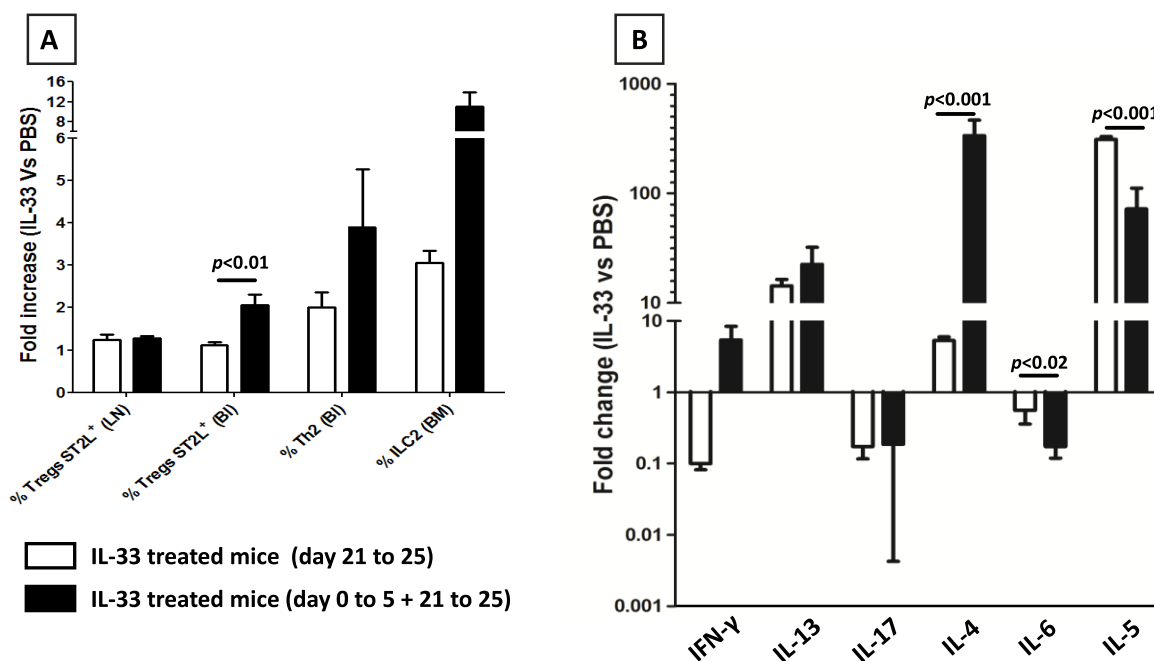 A
Fold increase (IL-33 Vs PBS)
16
12
8
6
5
4
3
2
1
0
p<0.01
% Tregs ST2L+ (LN)
% Tregs ST2L+ (Bl)
% Th2 (Bl)
% ILC2 (BM)
IL-33 treated mice (day 21 to 25)
IL-33 treated mice (day 0 to 5 + 21 to 25)
B
Fold change (IL-33 vs PBS)
1000
100
10
10
1
0.1
0.01
0.001
p<0.001
p<0.02
p<0.001
IFN-γ
IL-13
IL-17
IL-4
IL-6
IL-5